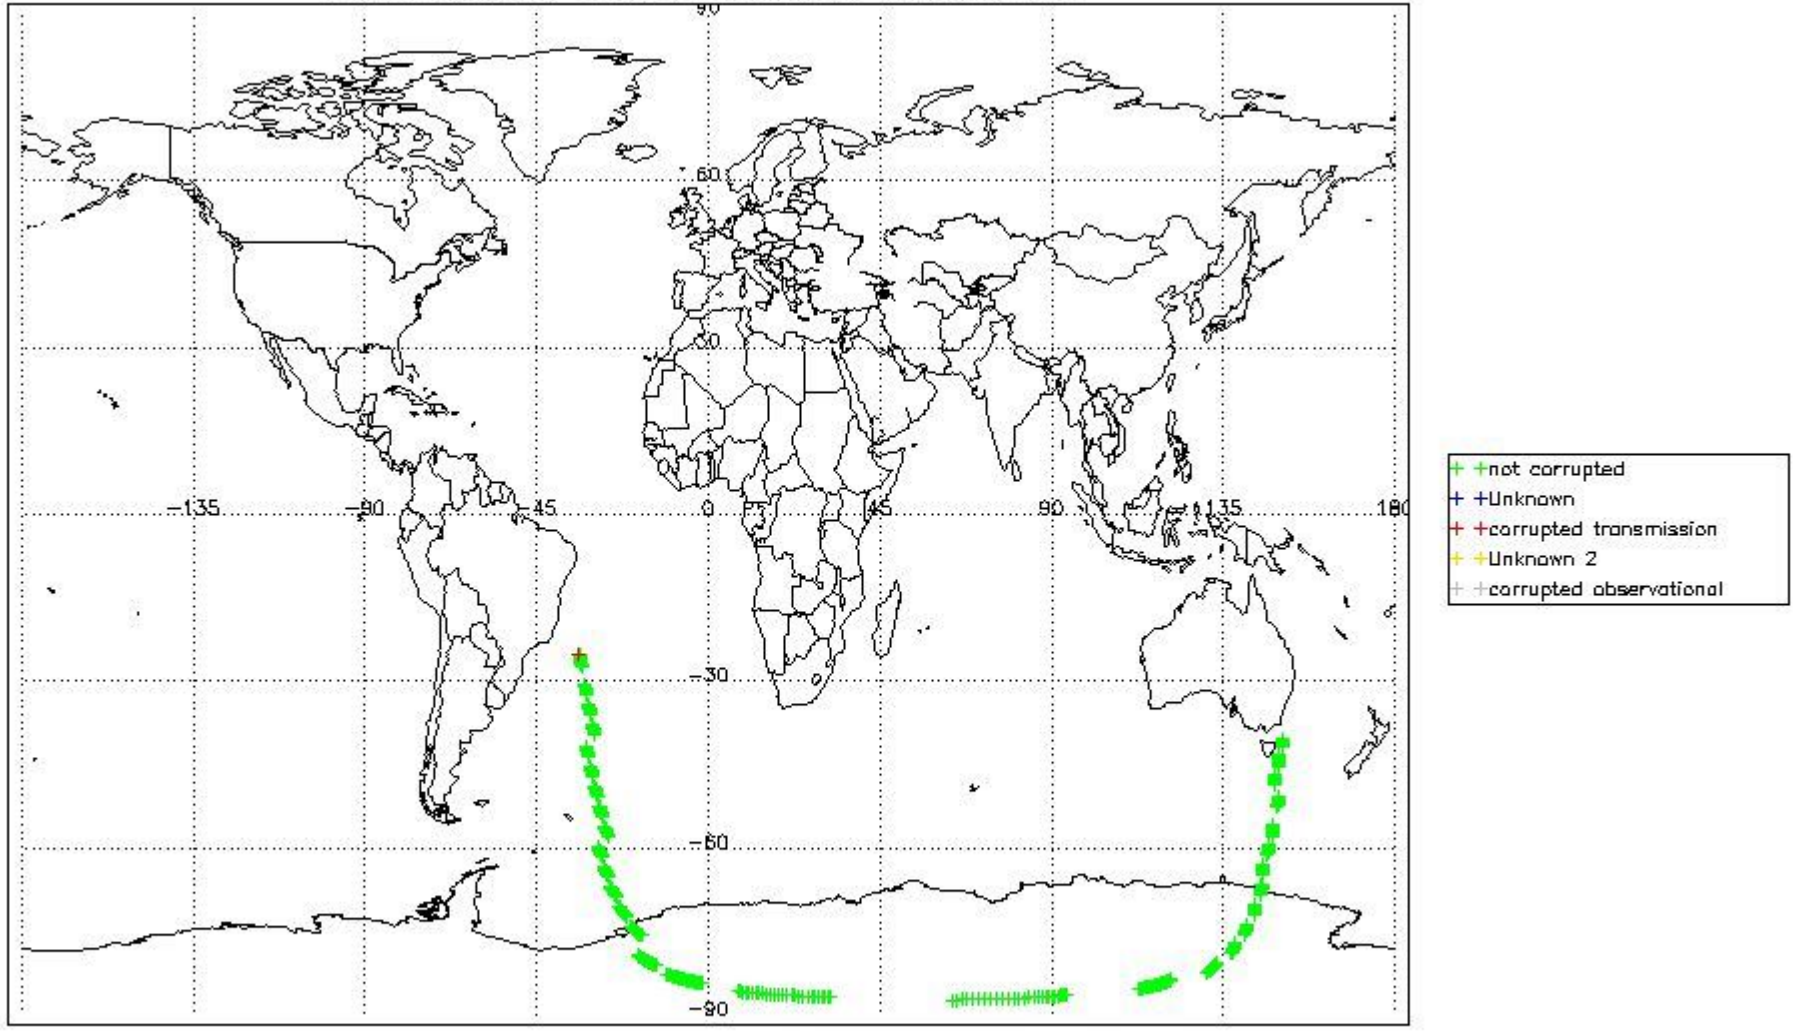 90
60
30
-135
-90
-45
0
45
90
135
180
-30
-60
-90
not corrupted
Unknown
corrupted transmission
Unknown 2
corrupted observational